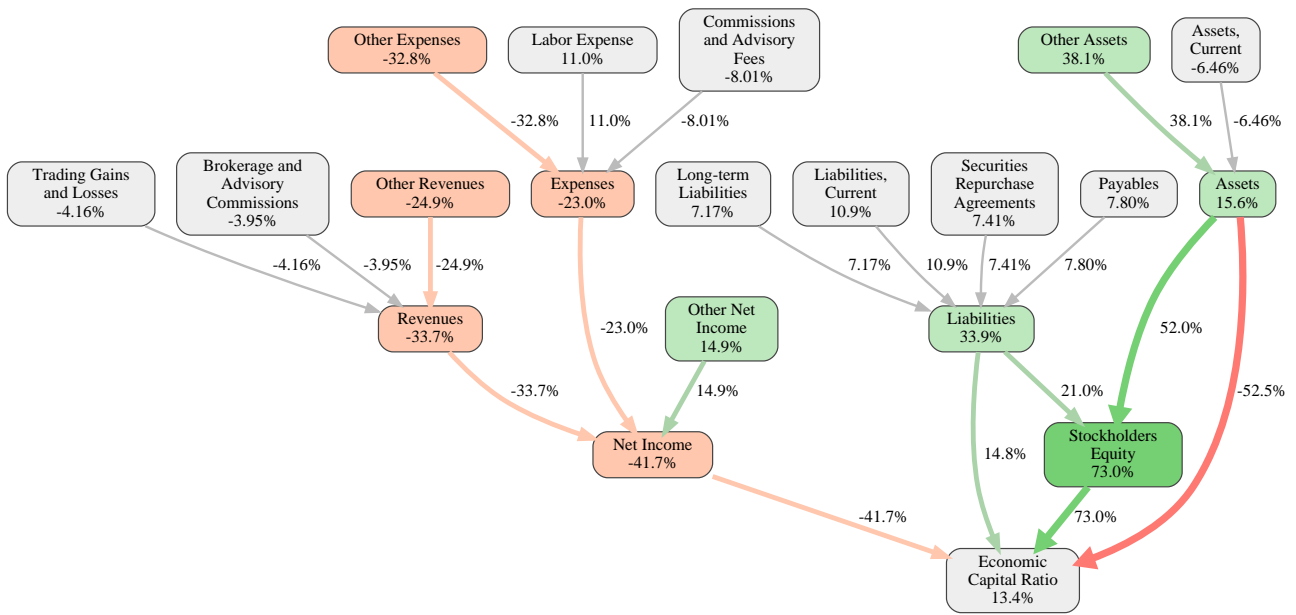 Other Expenses
-32.8%
Labor Expense
11.0%
Commissions
and Advisory
Fees
-8.01%
Other Assets
38.1%
Assets,
Current
-6.46%
-32.8%
11.0%
-8.01%
38.1%
-6.46%
Trading Gains
and Losses
-4.16%
Brokerage and
Advisory
Commissions
-3.95%
Other Revenues
-24.9%
Expenses
-23.0%
Long-term
Liabilities
7.17%
Liabilities,
Current
10.9%
Securities
Repurchase
Agreements
7.41%
Payables
7.80%
Assets
15.6%
-4.16%
-3.95%
-24.9%
7.17%
10.9%
7.41%
7.80%
Revenues
-33.7%
-23.0%
Other Net
Income
14.9%
Liabilities
33.9%
52.0%
-33.7%
14.9%
21.0%
-52.5%
Net Income
-41.7%
14.8%
Stockholders
Equity
73.0%
-41.7%
73.0%
Economic
Capital Ratio
13.4%